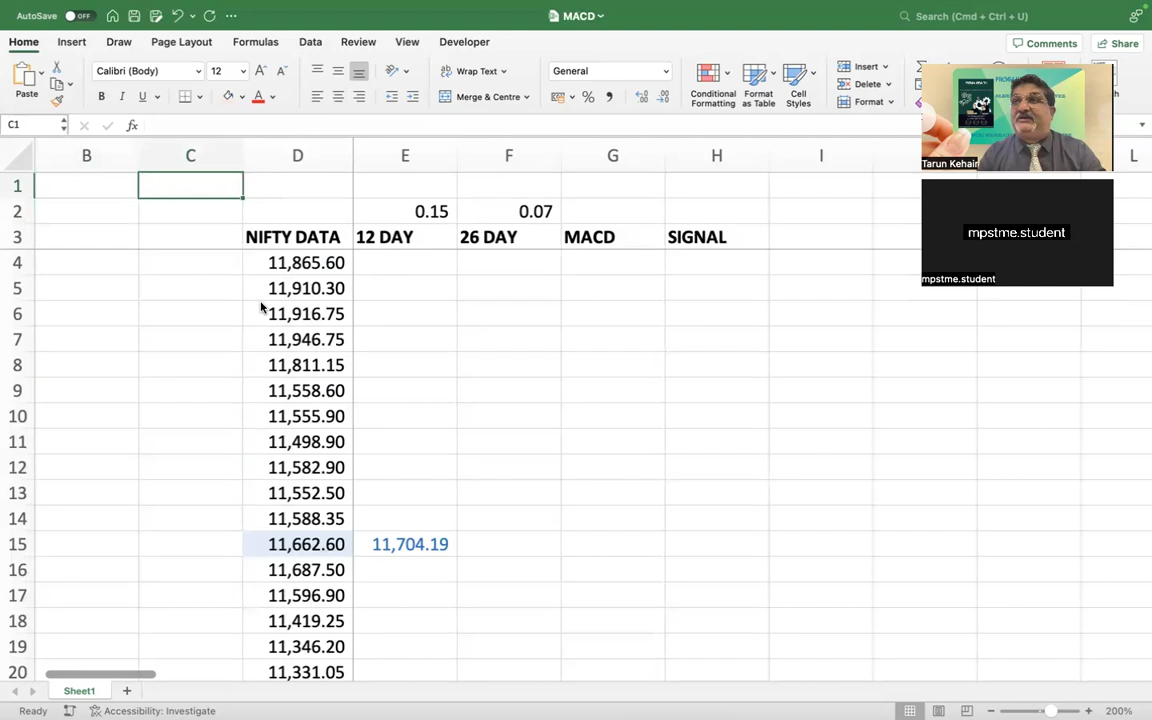 AutoSave OFF MACD Search (Cmd + Ctrl + U)
Home Insert Draw Page Layout Formulas Data Review View Developer Comments Share
Paste Calibri (Body) 12 A A Wrap Text General Conditional Formatting Format as Table Cell Styles Insert
B I U A Merge & Centre % Delete
Format
C1 fx
B C D E F G H I L
1
2 0.15 0.07
3 NIFTY DATA 12 DAY 26 DAY MACD SIGNAL
4 11,865.60
5 11,910.30
6 11,916.75
7 11,946.75
8 11,811.15
9 11,558.60
10 11,555.90
11 11,498.90
12 11,582.90
13 11,552.50
14 11,588.35
15 11,662.60 11,704.19
16 11,687.50
17 11,596.90
18 11,419.25
19 11,346.20
20 11,331.05
Tarun Kehair
mpstme.student
mpstme.student
Sheet1
Ready Accessibility: Investigate 200%